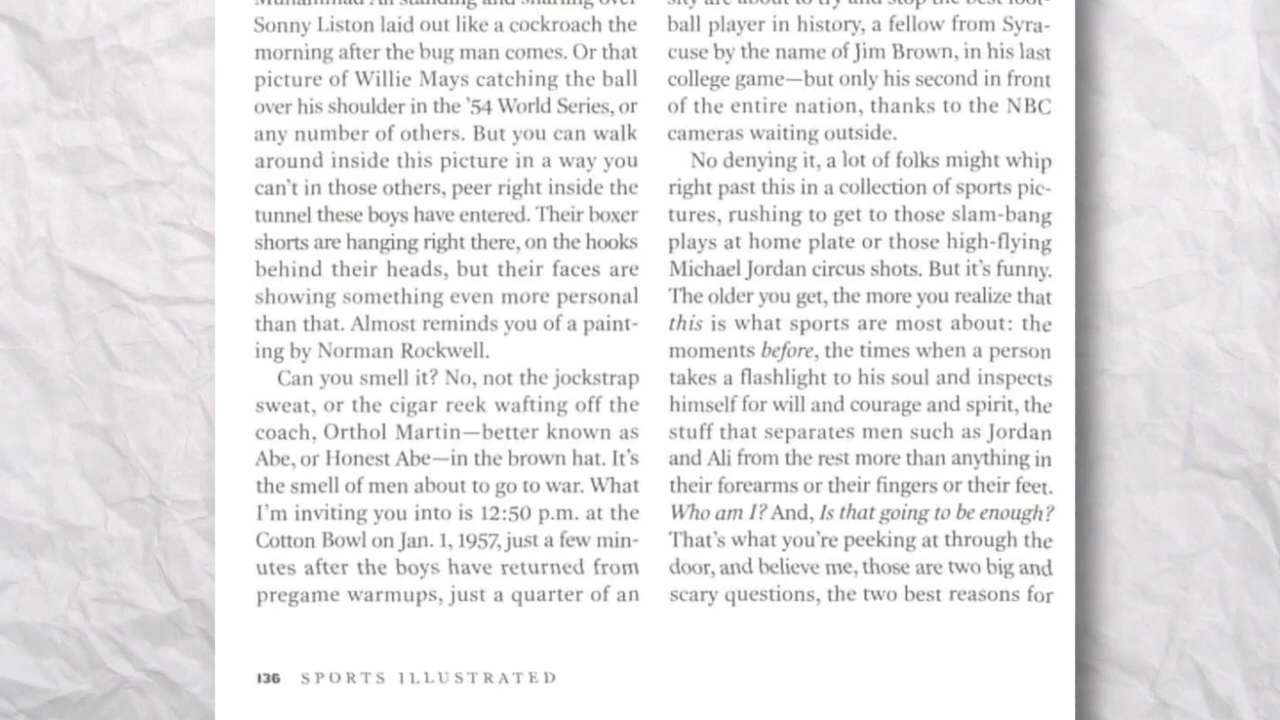 Muhammad Ali standing and snarling over
Sonny Liston laid out like a cockroach the
morning after the bug man comes. Or that
picture of Willie Mays catching the ball
over his shoulder in the ’54 World Series, or
any number of others. But you can walk
around inside this picture in a way you
can’t in those others, peer right inside the
tunnel these boys have entered. Their boxer
shorts are hanging right there, on the hooks
behind their heads, but their faces are
showing something even more personal
than that. Almost reminds you of a paint-
ing by Norman Rockwell.
Can you smell it? No, not the jockstrap
sweat, or the cigar reek wafting off the
coach, Orthol Martin—better known as
Abe, or Honest Abe—in the brown hat. It’s
the smell of men about to go to war. What
I’m inviting you into is 12:50 p.m. at the
Cotton Bowl on Jan. 1, 1957, just a few min-
utes after the boys have returned from
pregame warmups, just a quarter of an
sity are about to try and stop the best foot-
ball player in history, a fellow from Syra-
cuse by the name of Jim Brown, in his last
college game—but only his second in front
of the entire nation, thanks to the NBC
cameras waiting outside.
No denying it, a lot of folks might whip
right past this in a collection of sports pic-
tures, rushing to get to those slam-bang
plays at home plate or those high-flying
Michael Jordan circus shots. But it’s funny.
The older you get, the more you realize that
this is what sports are most about: the
moments before, the times when a person
takes a flashlight to his soul and inspects
himself for will and courage and spirit, the
stuff that separates men such as Jordan
and Ali from the rest more than anything in
their forearms or their fingers or their feet.
Who am I? And, Is that going to be enough?
That’s what you’re peeking at through the
door, and believe me, those are two big and
scary questions, the two best reasons for
136 SPORTS ILLUSTRATED